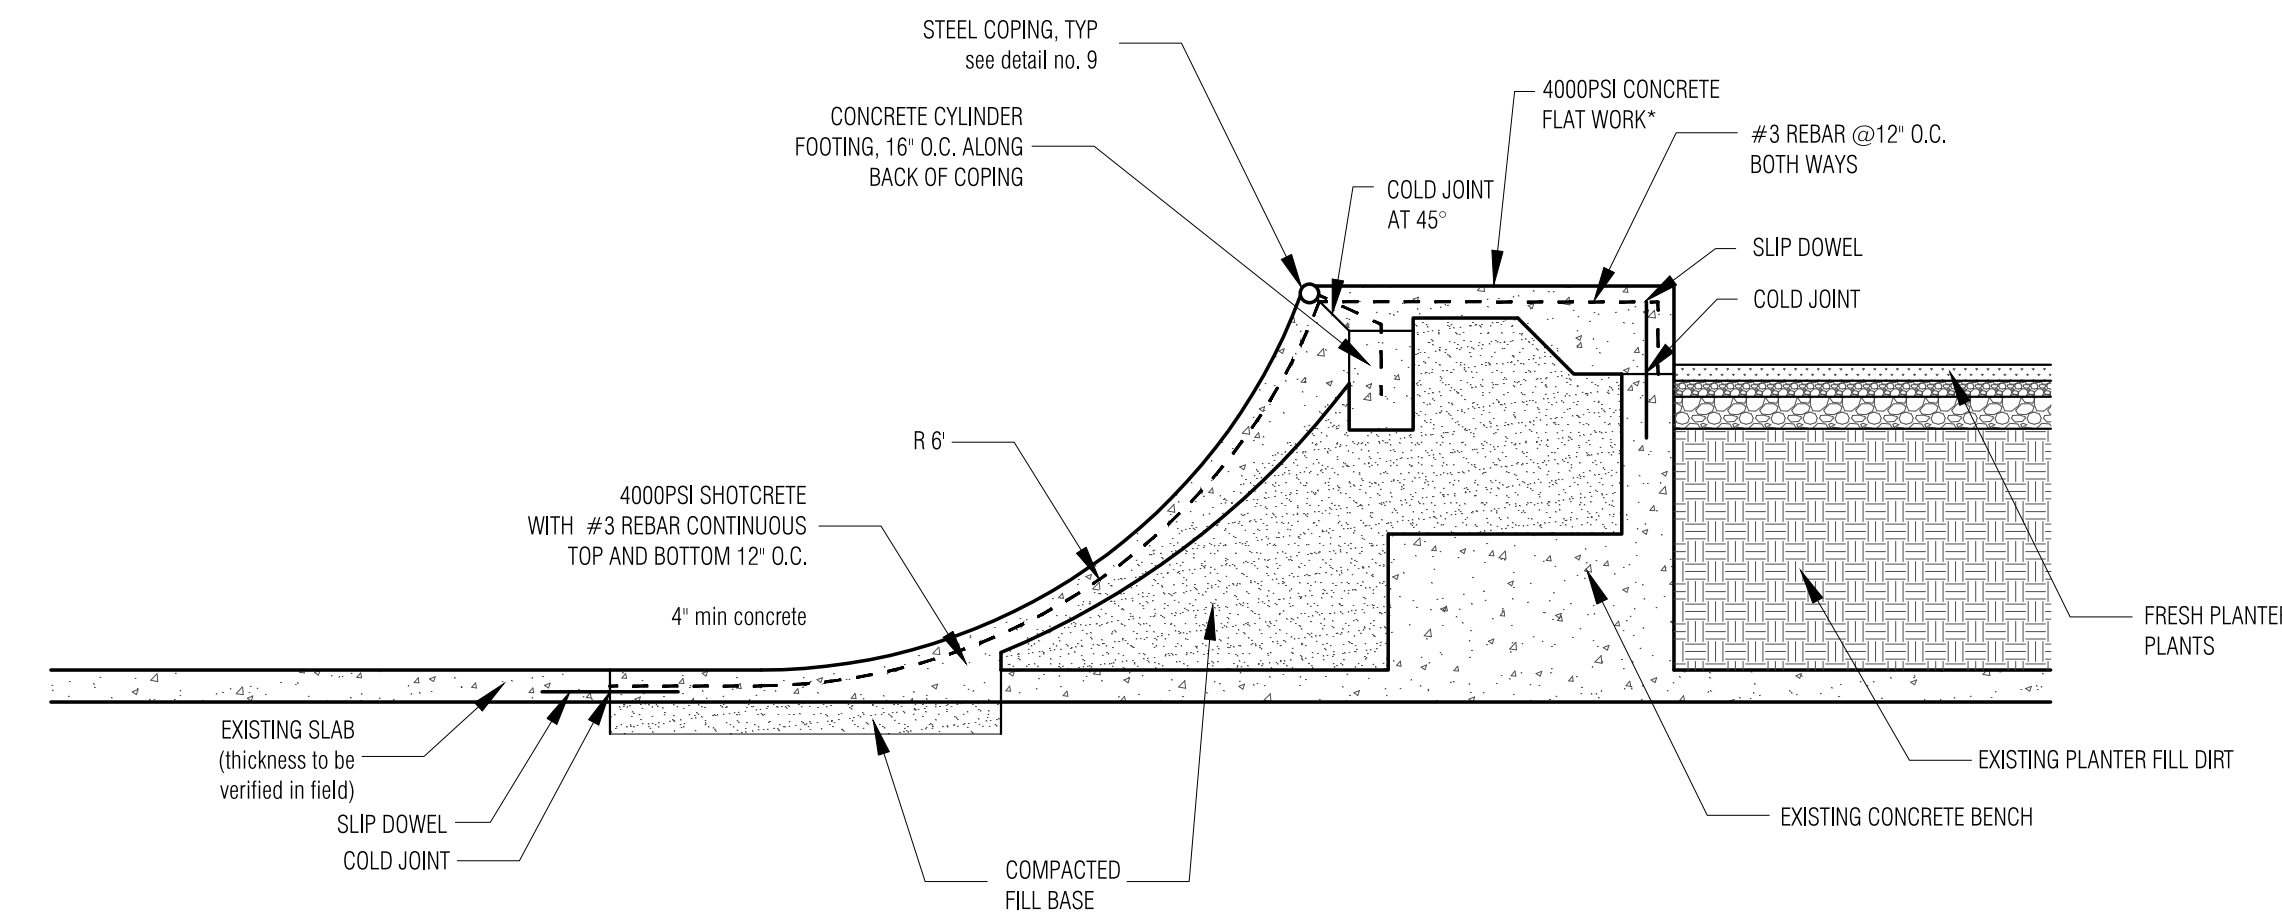 STEEL COPING, TYP
see detail no. 9
CONCRETE CYLINDER
FOOTING, 16" O.C. ALONG
BACK OF COPING
4000PSI CONCRETE
FLAT WORK*
#3 REBAR @12" O.C.
BOTH WAYS
COLD JOINT
AT 45°
SLIP DOWEL
COLD JOINT
R 6'
4000PSI SHOTCRETE
WITH #3 REBAR CONTINUOUS
TOP AND BOTTOM 12" O.C.
4" min concrete
FRESH
PLANTS
EXISTING SLAB
(thickness to be
verified in field)
SLIP DOWEL
COLD JOINT
COMPACTED
FILL BASE
EXISTING PLANTER FILL DIRT
EXISTING CONCRETE BENCH